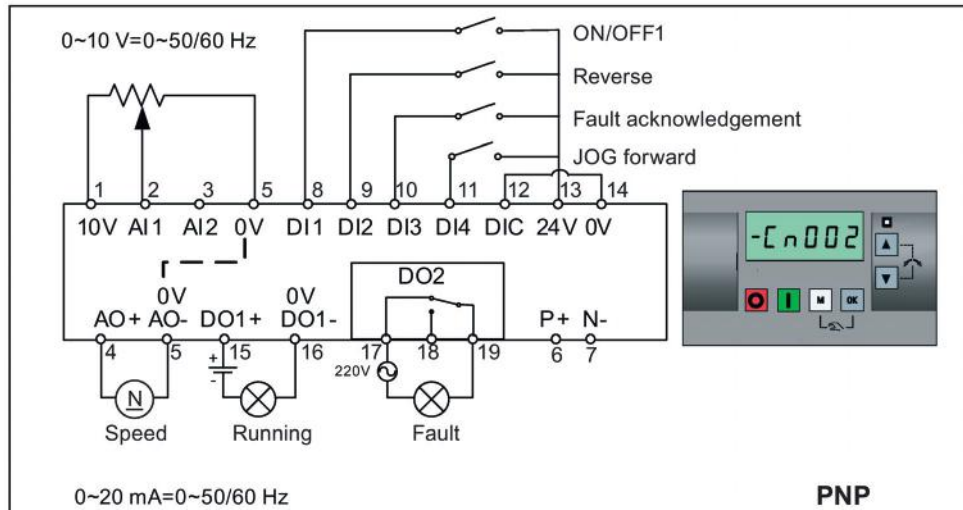 0~10 V=0~50/60 Hz
ON/OFF1
Reverse
Fault acknowledgement
JOG forward
1 2 3 5 8 9 10 11 12 13 14
10V AI1 AI2 0V DI1 DI2 DI3 DI4 DIC 24V 0V
-Cn002
M OK
DO2
0V 0V
AO+ AO- DO1+ DO1- P+ N-
4 5 15 16 17 18 19 6 7
+
-
220V
N
Speed Running Fault
0~20 mA=0~50/60 Hz
PNP